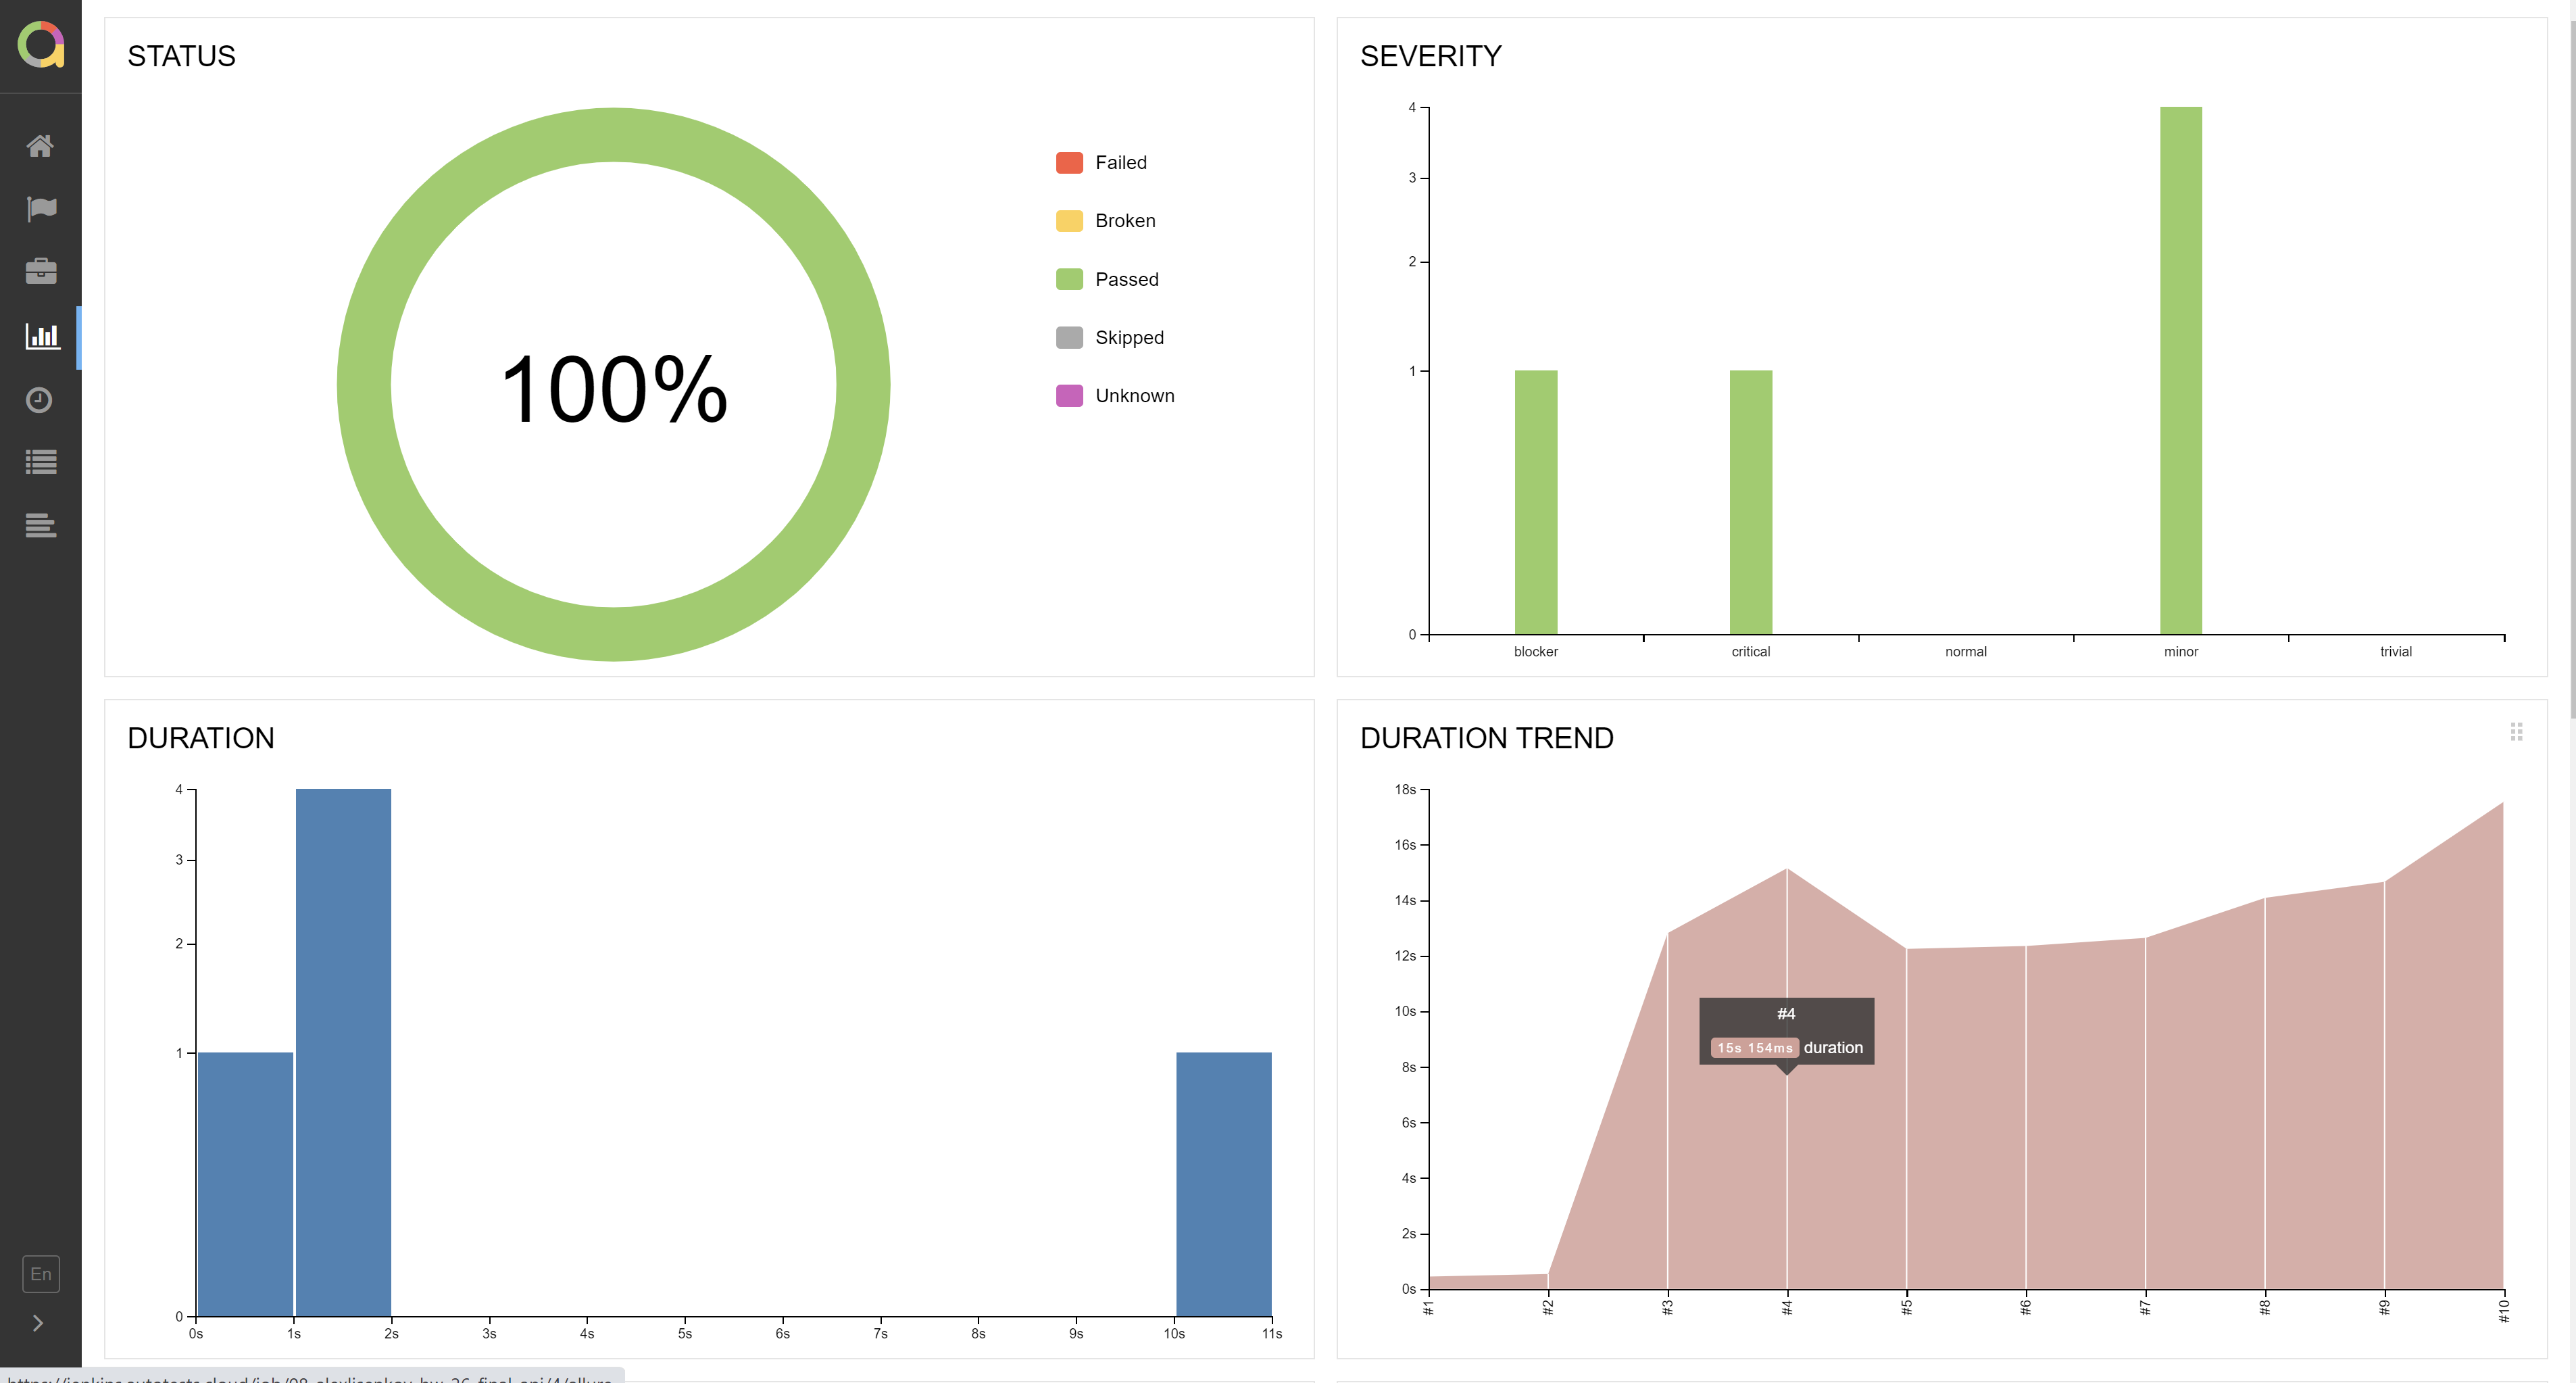 STATUS
100%
Failed
Broken
Passed
Skipped
Unknown
SEVERITY
4
3
2
1
0
blocker critical normal minor trivial
DURATION
4
3
2
1
0
0s 1s 2s 3s 4s 5s 6s 7s 8s 9s 10s 11s
DURATION TREND
18s
16s
14s
12s
10s
8s
6s
4s
2s
0s
#4
15s 154ms duration
#1 #2 #3 #4 #5 #6 #7 #8 #9 #10
En